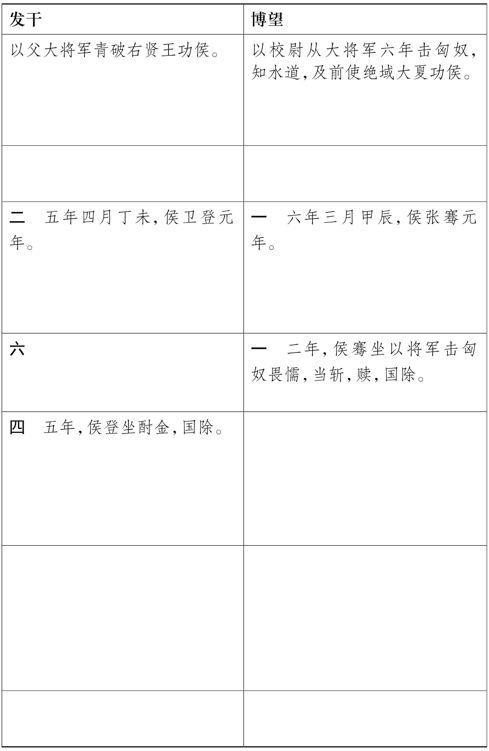 发干
博望
以父大将军青破右贤王功侯。
以校尉从大将军六年击匈奴，
知水道，及前使绝域大夏功侯。
二　五年四月丁未，侯卫登元
年。
一　六年三月甲辰，侯张骞元
年。
六
一　二年，侯骞坐以将军击匈
奴畏懦，当斩，赎，国除。
四　五年，侯登坐酎金，国除。